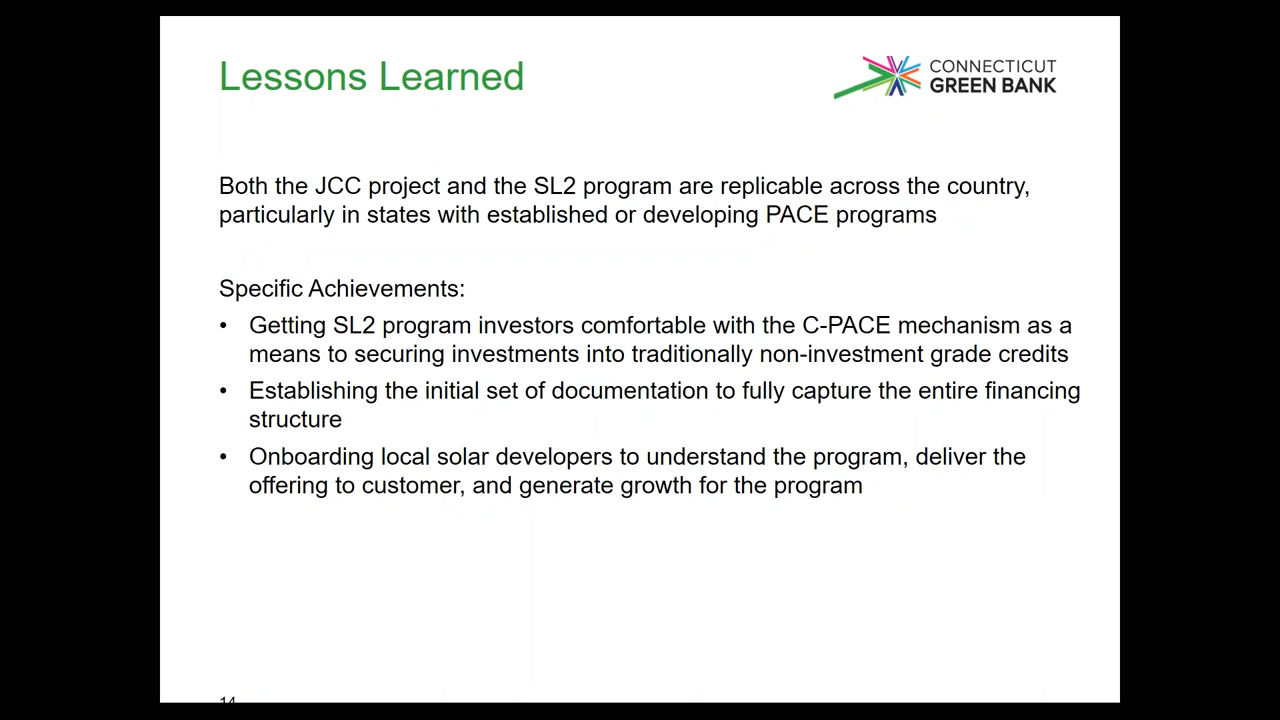 Lessons Learned
CONNECTICUT
GREEN BANK
Both the JCC project and the SL2 program are replicable across the country,
particularly in states with established or developing PACE programs
Specific Achievements:
• Getting SL2 program investors comfortable with the C-PACE mechanism as a
means to securing investments into traditionally non-investment grade credits
• Establishing the initial set of documentation to fully capture the entire financing
structure
• Onboarding local solar developers to understand the program, deliver the
offering to customer, and generate growth for the program
14